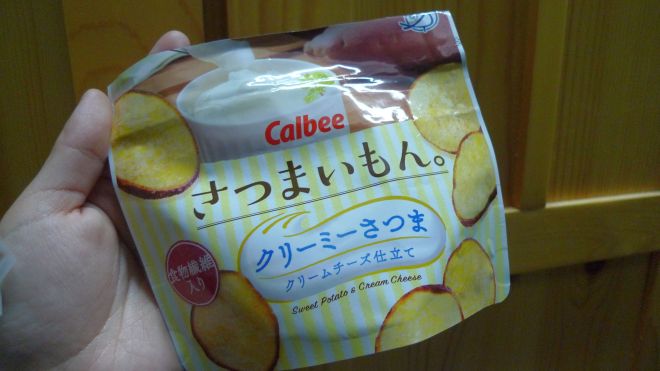 Calbee
さつまいもん。
クリーミーさつま
クリームチーズ仕立て
Sweet Potato & Cream Cheese
食物繊維
入り